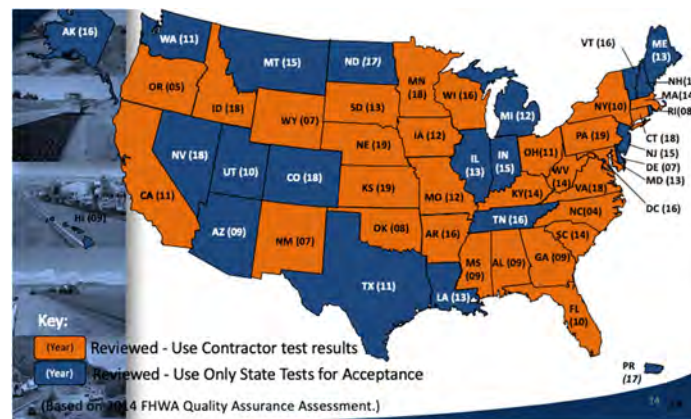 AK (16)
WA (11)
MT (15)
ND (17)
MN
(18)
VT (16)
ME
(13)
OR (05)
ID (18)
WY (07)
SD (13)
WI (16)
MI (12)
NY(10)
NH(1
MA(14
RI(08
CT (18)
NJ (15)
DE (07)
MD (13)
DC (16)
NV (18)
UT (10)
CO (18)
NE (19)
IA (12)
IL
(13)
IN
(15)
OH(11)
PA (19)
WV
(14)
VA(18)
KY(14)
CA (11)
KS (19)
MO (12)
HI (09)
AZ (09)
NM (07)
OK (08)
AR (16)
TN (16)
NC(04)
SC (14)
MS
(09)
AL (09)
GA (09)
TX (11)
LA (13)
FL
(10)
PR
(17)
Key:
(Year) Reviewed - Use Contractor test results
(Year) Reviewed - Use Only State Tests for Acceptance
(Based on 2014 FHWA Quality Assurance Assessment.)
14